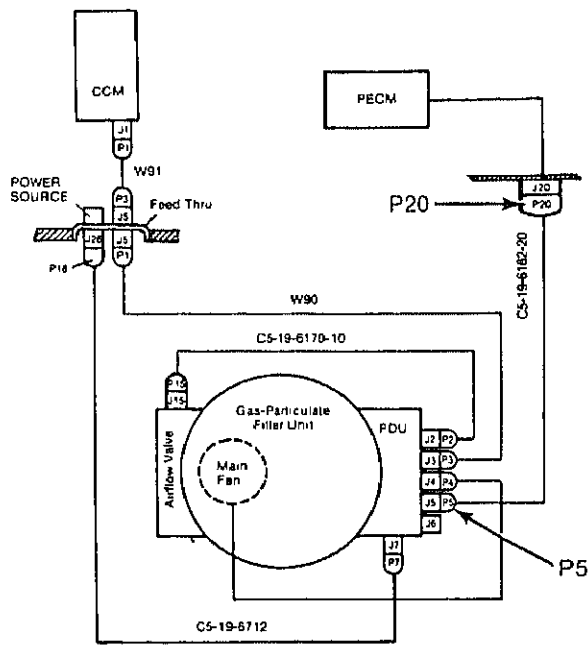 CCM
J1
P1
W91
POWER
SOURCE
P3
J5
Feed Thru
J28
J5
P1
P18
PECM
J20
P20
P20
C5-19-6182-20
W90
C5-19-6170-10
P15
J15
Airflow Valve
Gas-Particulate
Filter Unit
Main
Fan
PDU
J2 P2
J3 P3
J4 P4
J5 P5
J6
J7
P7
P5
C5-19-6712